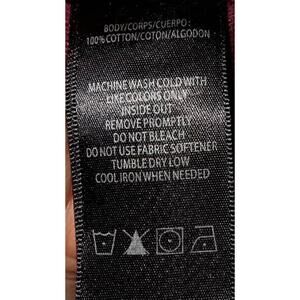 BODY/CORPS/CUERPO:
100%COTTON/COTON/ALGODON
MACHINE WASH COLD WITH
LIKE COLORS ONLY
INSIDE OUT
REMOVE PROMPTLY
DO NOT BLEACH
DO NOT USE FABRIC SOFTENER
TUMBLE DRY LOW
COOL IRON WHEN NEEDED